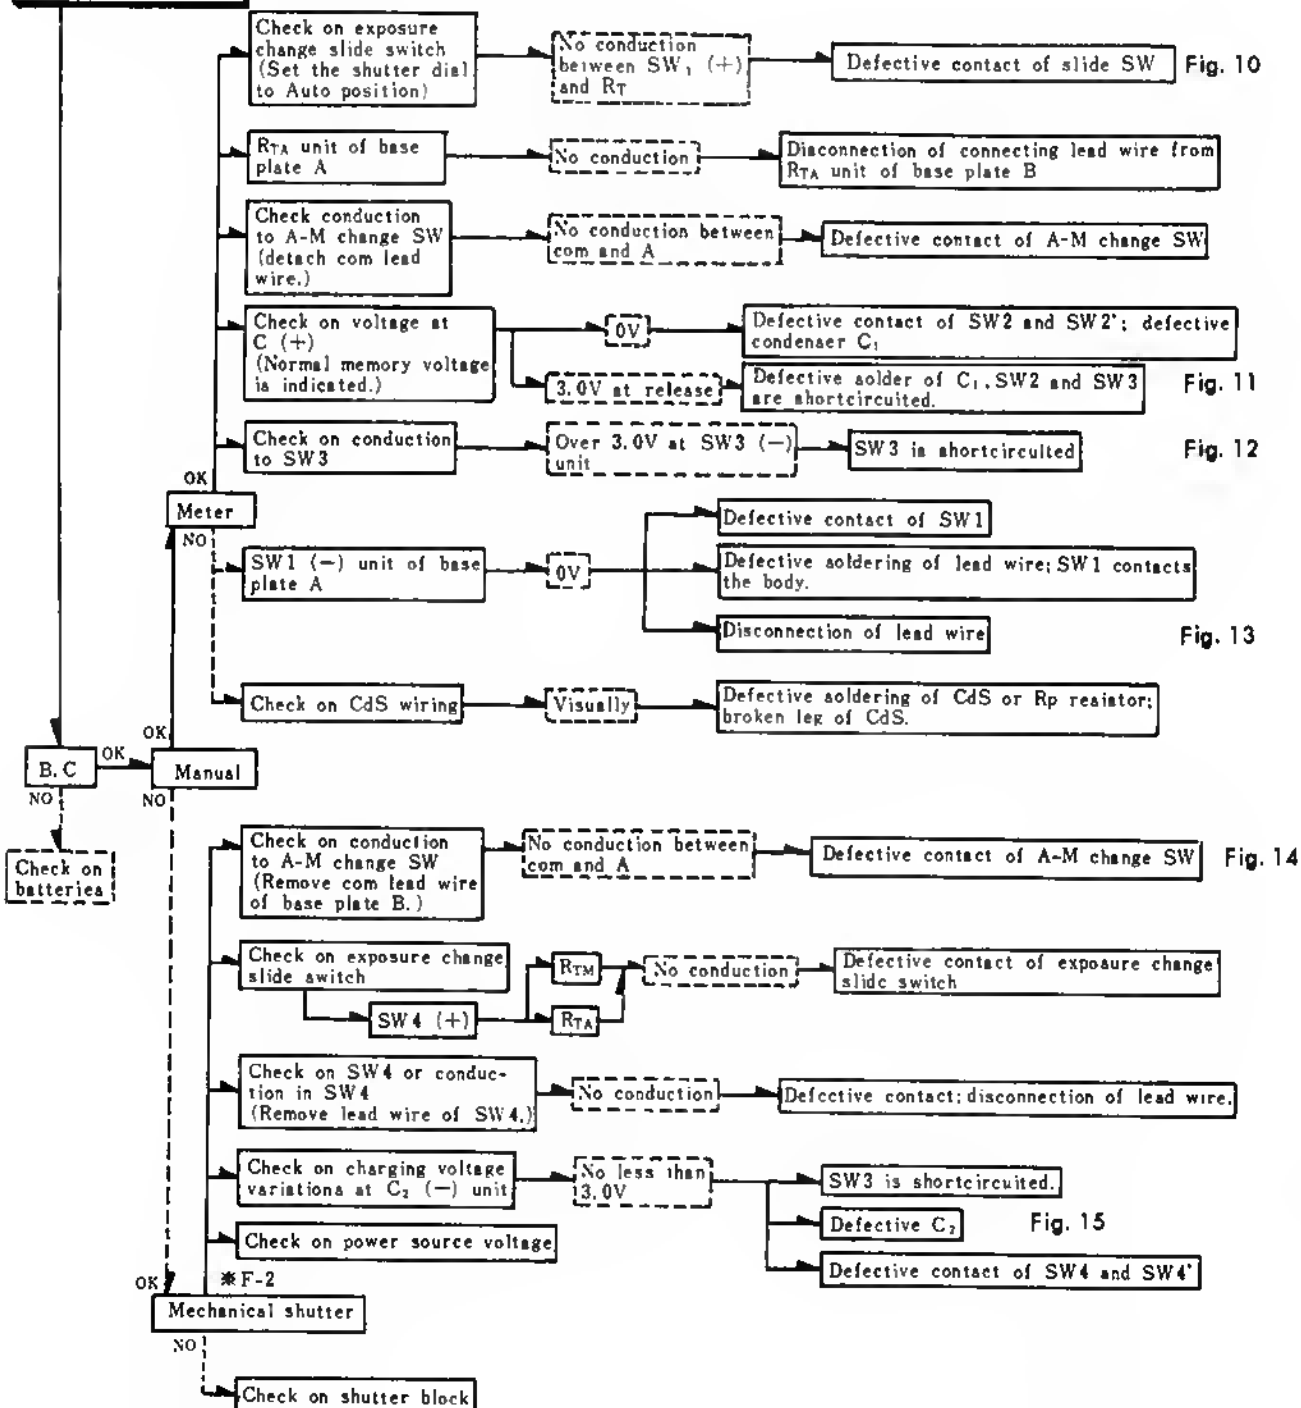 Check on exposure
change slide switch
(Set the shutter dial
to Auto position)
No conduction
between SW₁ (+)
and RT
Defective contact of slide SW
Fig. 10
RTA unit of base
plate A
No conduction
Disconnection of connecting lead wire from
RTA unit of base plate B
Check conduction
to A-M change SW
(detach com lead
wire.)
No conduction between
com and A
Defective contact of A-M change SW
Check on voltage at
C (+)
(Normal memory voltage
is indicated.)
0V
Defective contact of SW2 and SW2'; defective
condenser C₁
3.0V at release
Defective solder of C₁. SW2 and SW3
are shortcircuited.
Fig. 11
Check on conduction
to SW3
Over 3.0V at SW3 (−)
unit
SW3 is shortcirculted
Fig. 12
OK
Meter
NO
SW1 (−) unit of base
plate A
0V
Defective contact of SW1
Defective soldering of lead wire; SW1 contacts
the body.
Disconnection of lead wire
Fig. 13
Check on CdS wiring
Visually
Defective soldering of CdS or Rp resistor;
broken leg of CdS.
OK
B.C
OK
Manual
NO
NO
Check on
batteries
Check on conduction
to A-M change SW
(Remove com lead wire
of base plate B.)
No conduction between
com and A
Defective contact of A-M change SW
Fig. 14
Check on exposure change
slide switch
SW4 (+)
RTM
RTA
No conduction
Defective contact of exposure change
slide switch
Check on SW4 or conduc-
tion in SW4
(Remove lead wire of SW4.)
No conduction
Defective contact; disconnection of lead wire.
Check on charging voltage
variations at C₂ (−) unit
No less than
3.0V
SW3 is shortcircuited.
Defective C₂
Fig. 15
Defective contact of SW4 and SW4'
Check on power source voltage
OK
※F-2
Mechanical shutter
NO
Check on shutter block